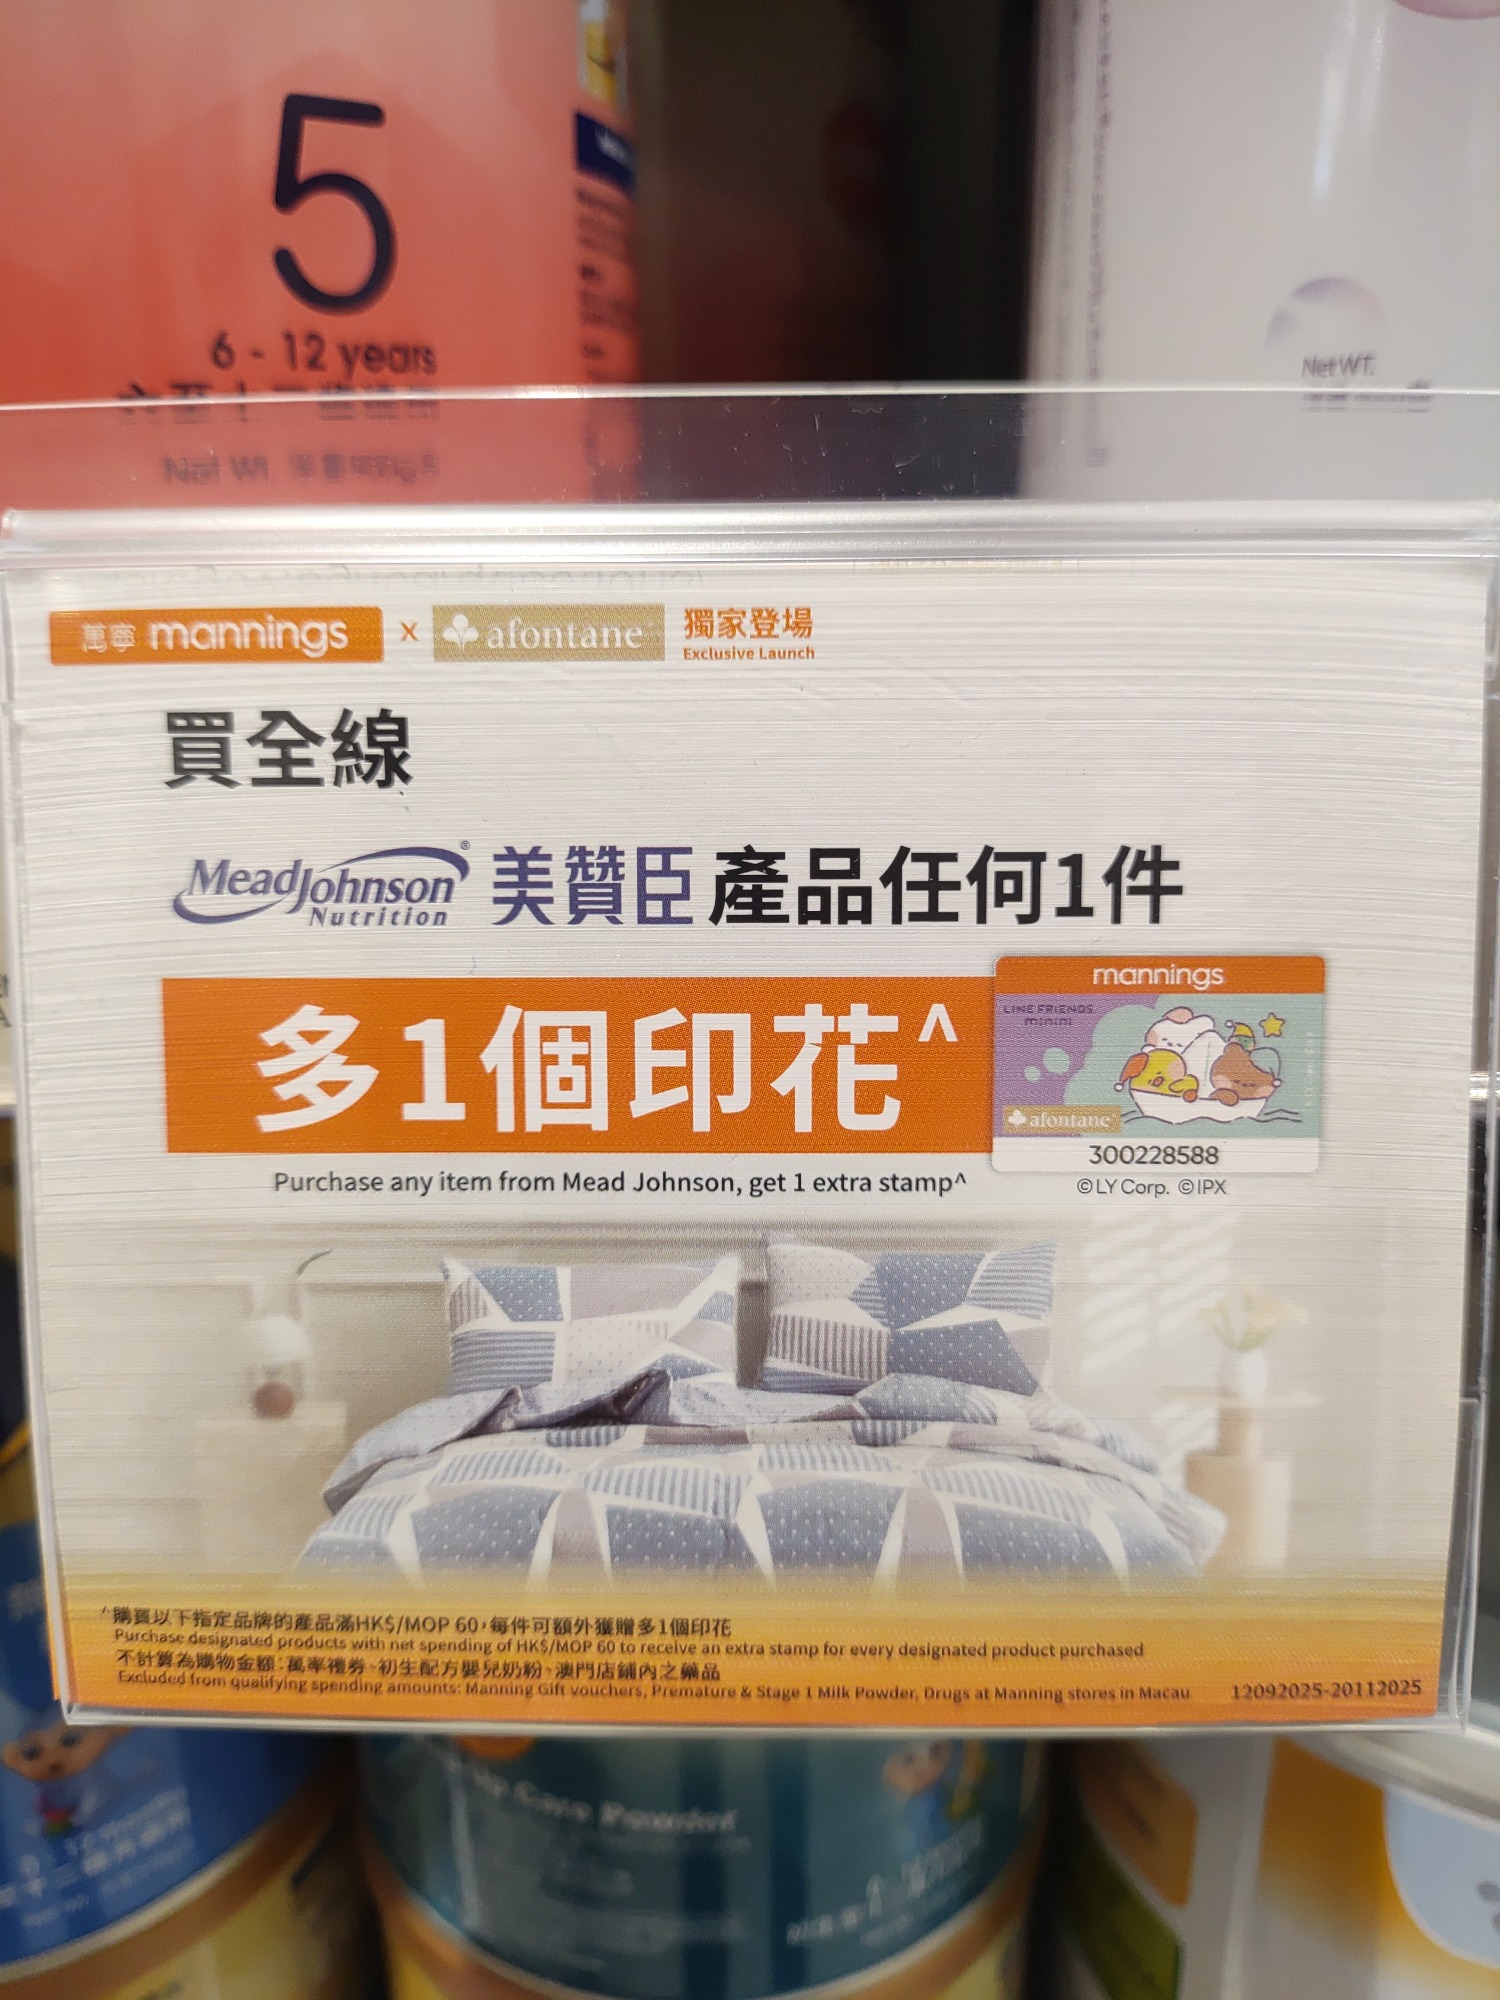 5
6 - 12 years
Net Wt
Net WT.
萬寧 mannings x afontane 獨家登場
Exclusive Launch
買全線
MeadJohnson® 美贊臣 產品任何1件
Nutrition
多1個印花^
mannings
LINE FRIENDS
minini
afontane
300228588
©LY Corp. ©IPX
Purchase any item from Mead Johnson, get 1 extra stamp^
^購買以下指定品牌的產品滿HK$/MOP 60，每件可額外獲贈多1個印花
Purchase designated products with net spending of HK$/MOP 60 to receive an extra stamp for every designated product purchased
不計算為購物金額：萬寧禮券、初生配方嬰兒奶粉、澳門店鋪內之藥品
Excluded from qualifying spending amounts: Manning Gift vouchers, Premature & Stage 1 Milk Powder, Drugs at Manning stores in Macau
12092025-20112025
Care Powder